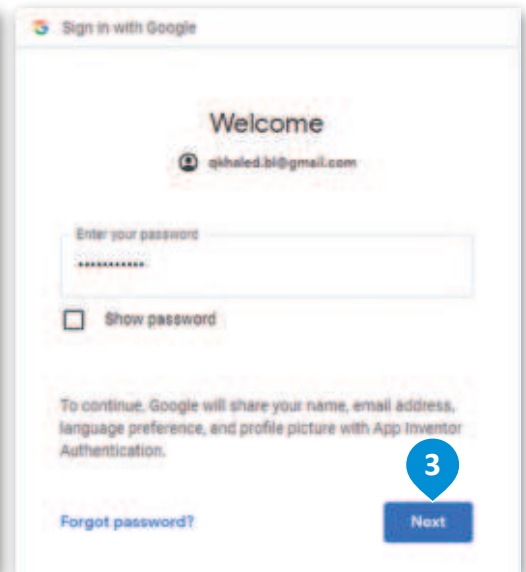 Sign in with Google
Welcome
qkhaled.bl@gmail.com
Enter your password
•••••••••••
Show password
To continue, Google will share your name, email address,
language preference, and profile picture with App Inventor
Authentication.
3
Forgot password?
Next